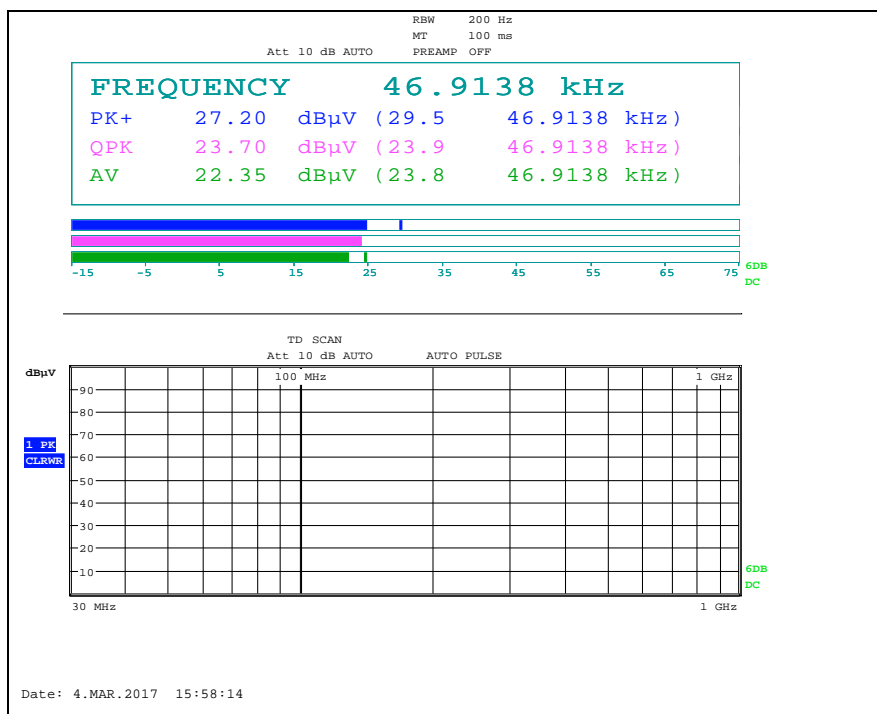 RBW 200 Hz
MT 100 ms
Att 10 dB AUTO PREAMP OFF
FREQUENCY 46.9138 kHz
PK+ 27.20 dBµV (29.5 46.9138 kHz)
QPK 23.70 dBµV (23.9 46.9138 kHz)
AV 22.35 dBµV (23.8 46.9138 kHz)
-15 -5 5 15 25 35 45 55 65 75
6DB
DC
TD SCAN
Att 10 dB AUTO AUTO PULSE
dBµV
100 MHz 1 GHz
90
80
70
1 PK
CLRWR
60
50
40
30
20
10
6DB
DC
30 MHz 1 GHz
Date: 4.MAR.2017 15:58:14